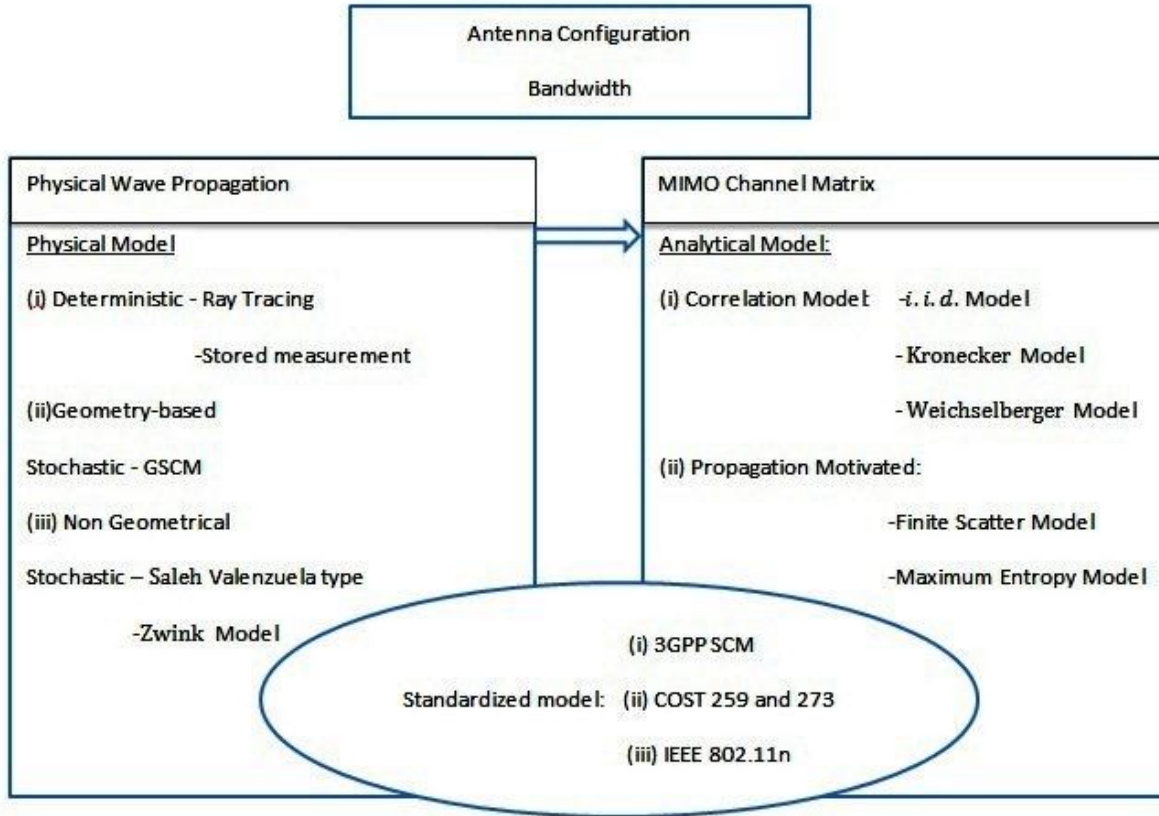 Antenna Configuration
Bandwidth
Physical Wave Propagation
Physical Model
(i) Deterministic - Ray Tracing
-Stored measurement
(ii)Geometry-based
Stochastic - GSCM
(iii) Non Geometrical
Stochastic – Saleh Valenzuela type
-Zwink Model
MIMO Channel Matrix
Analytical Model:
(i) Correlation Model: -i.i.d. Model
-Kronecker Model
-Weichselberger Model
(ii) Propagation Motivated:
-Finite Scatter Model
-Maximum Entropy Model
(i) 3GPP SCM
Standardized model: (ii) COST 259 and 273
(iii) IEEE 802.11n